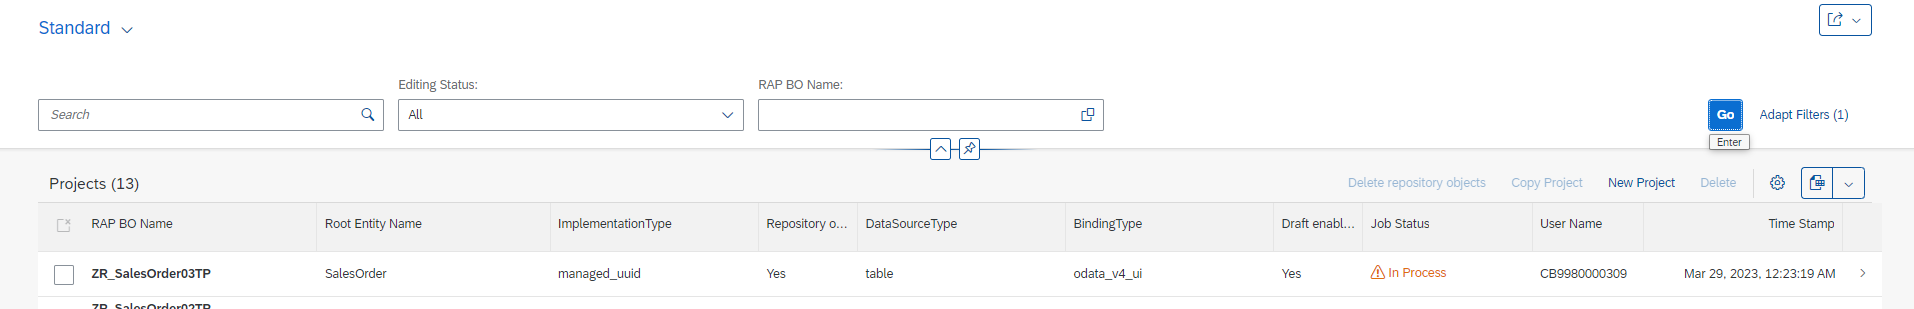 Standard
Editing Status:
RAP BO Name:
Search
All
Go
Adapt Filters (1)
Enter
Projects (13)
Delete repository objects
Copy Project
New Project
Delete
RAP BO Name
Root Entity Name
ImplementationType
Repository o...
DataSourceType
BindingType
Draft enabl...
Job Status
User Name
Time Stamp
ZR_SalesOrder03TP
SalesOrder
managed_uuid
Yes
table
odata_v4_ui
Yes
In Process
CB9980000309
Mar 29, 2023, 12:23:19 AM
ZR_SalesOrder02TP